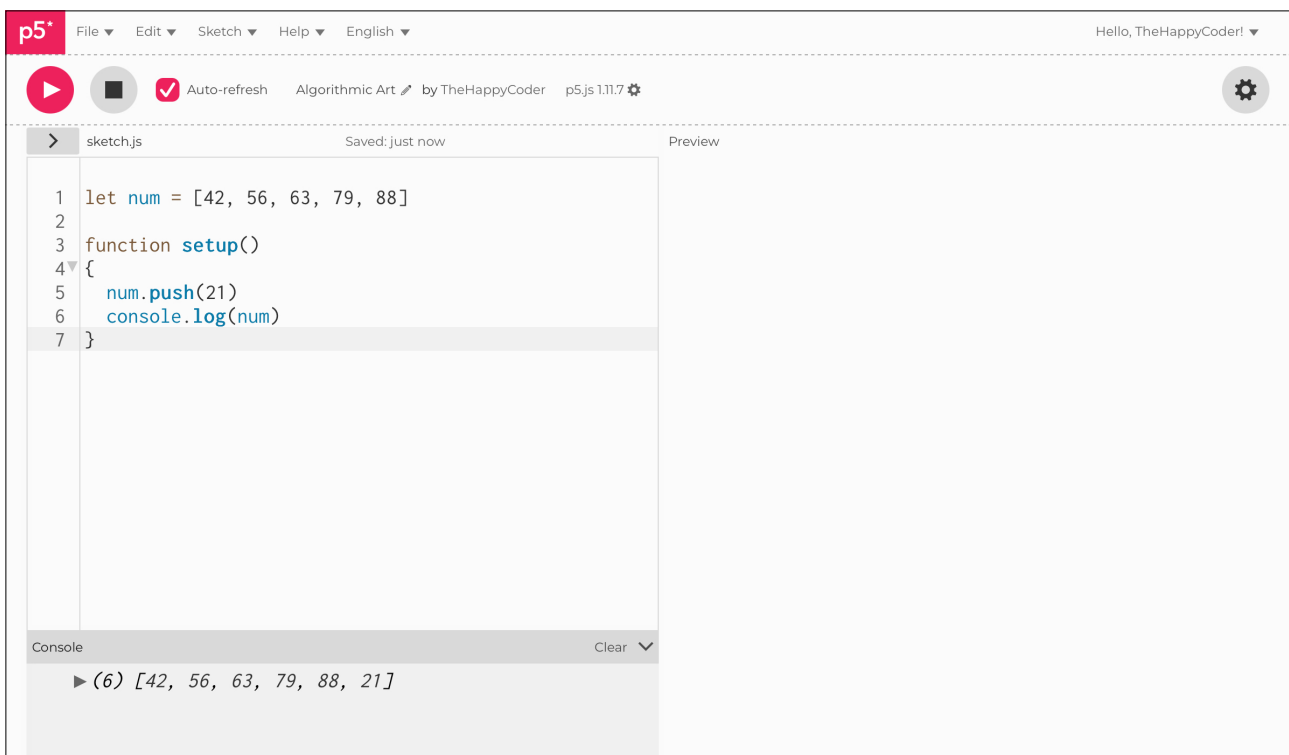 p5* File Edit Sketch Help English Hello, TheHappyCoder!
Auto-refresh Algorithmic Art by TheHappyCoder p5.js 1.11.7
sketch.js Saved: just now Preview
1 let num = [42, 56, 63, 79, 88]
2
3 function setup()
4 {
5 num.push(21)
6 console.log(num)
7 }
Console Clear
(6) [42, 56, 63, 79, 88, 21]